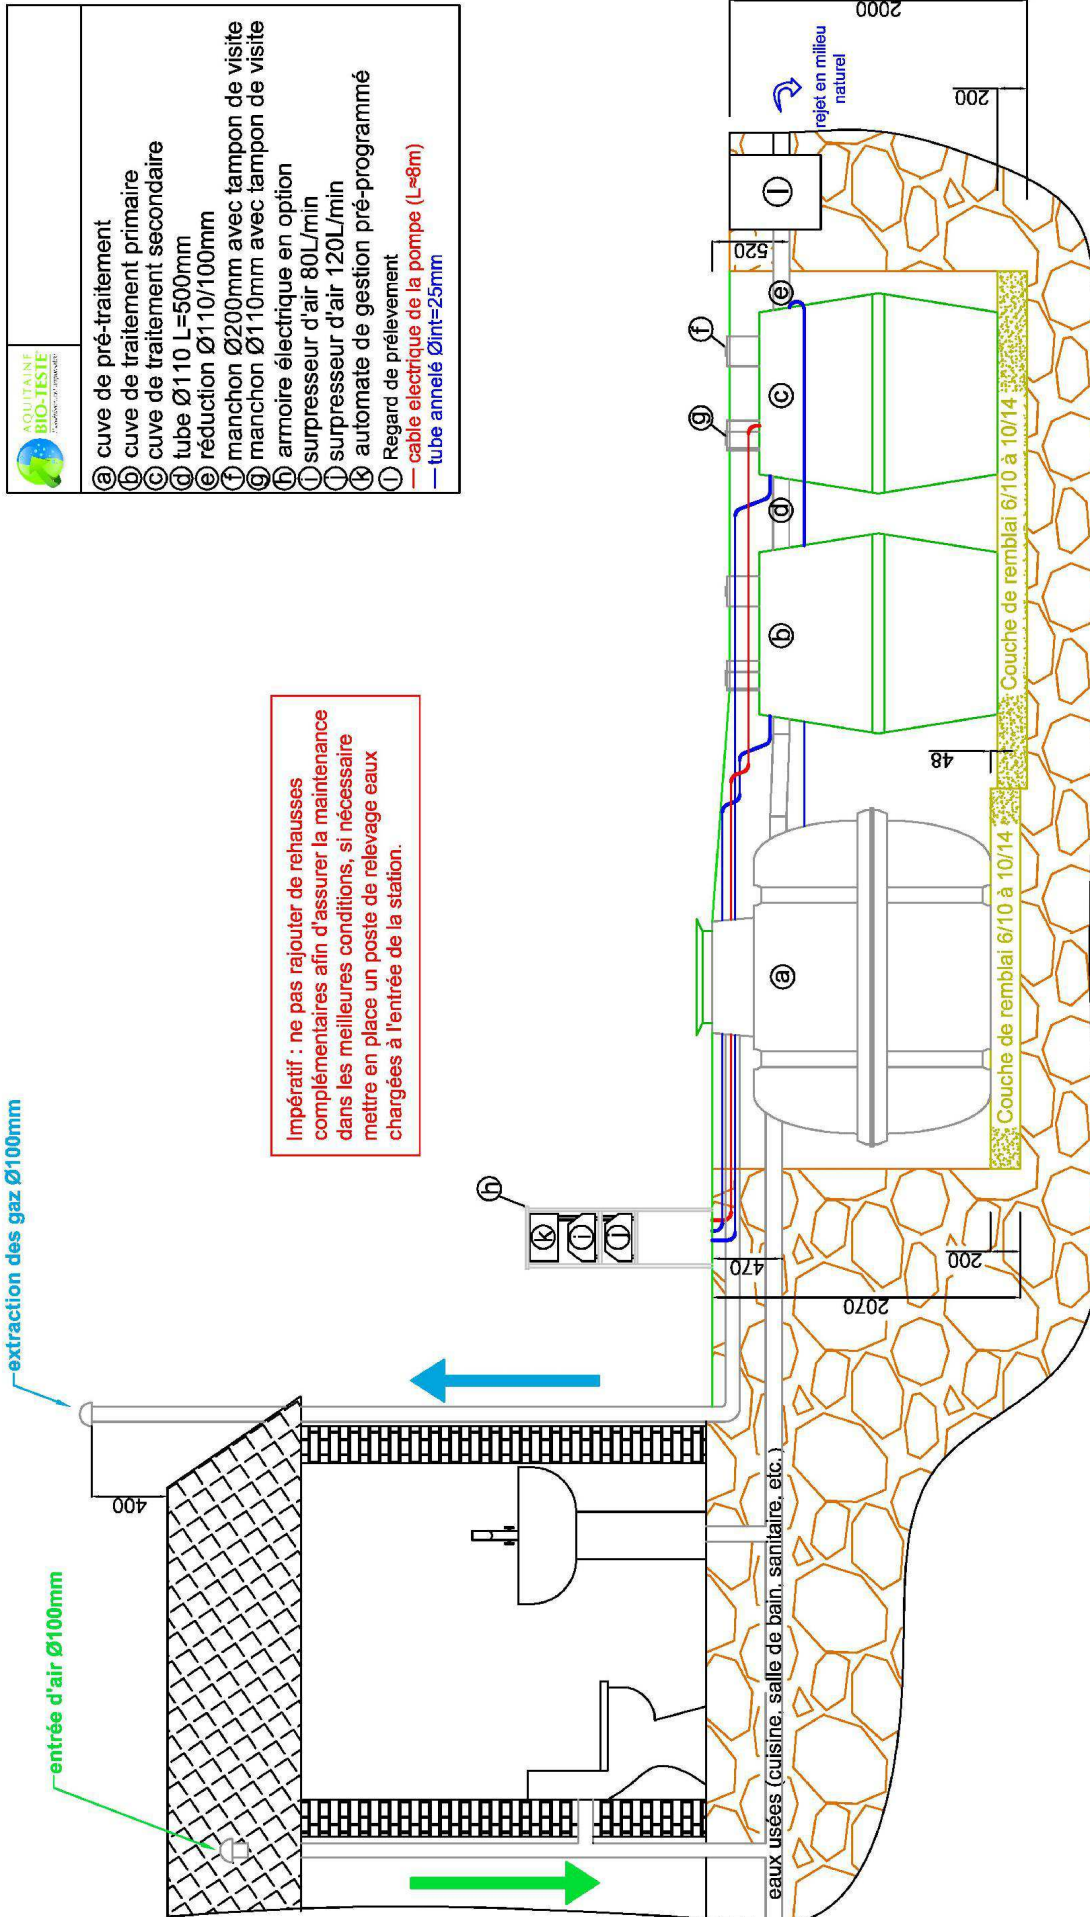 AQUITAINE
BIO-TESTE
ⓐ cuve de pré-traitement
ⓑ cuve de traitement primaire
ⓒ cuve de traitement secondaire
ⓓ tube Ø110 L=500mm
ⓔ réduction Ø110/100mm
ⓕ manchon Ø200mm avec tampon de visite
ⓖ manchon Ø110mm avec tampon de visite
ⓗ armoire électrique en option
ⓘ surpresseur d'air 80L/min
ⓙ surpresseur d'air 120L/min
ⓚ automate de gestion pré-programmé
ⓛ Regard de prélevement
cable electrique de la pompe (L≈8m)
tube annelé Øint=25mm
Impératif : ne pas rajouter de rehausses
complémentaires afin d'assurer la maintenance
dans les meilleures conditions, si nécessaire
mettre en place un poste de relevage eaux
chargées à l'entrée de la station.
extraction des gaz Ø100mm
entrée d'air Ø100mm
400
ⓗ
ⓚ
ⓘ
ⓙ
ⓕ
ⓖ
ⓐ
ⓑ
ⓓ
ⓒ
ⓔ
ⓛ
rejet en milieu
naturel
520
2000
200
48
470
200
2070
eaux usées (cuisine, salle de bain, sanitaire, etc.)
Couche de remblai 6/10 à 10/14
Couche de remblai 6/10 à 10/14